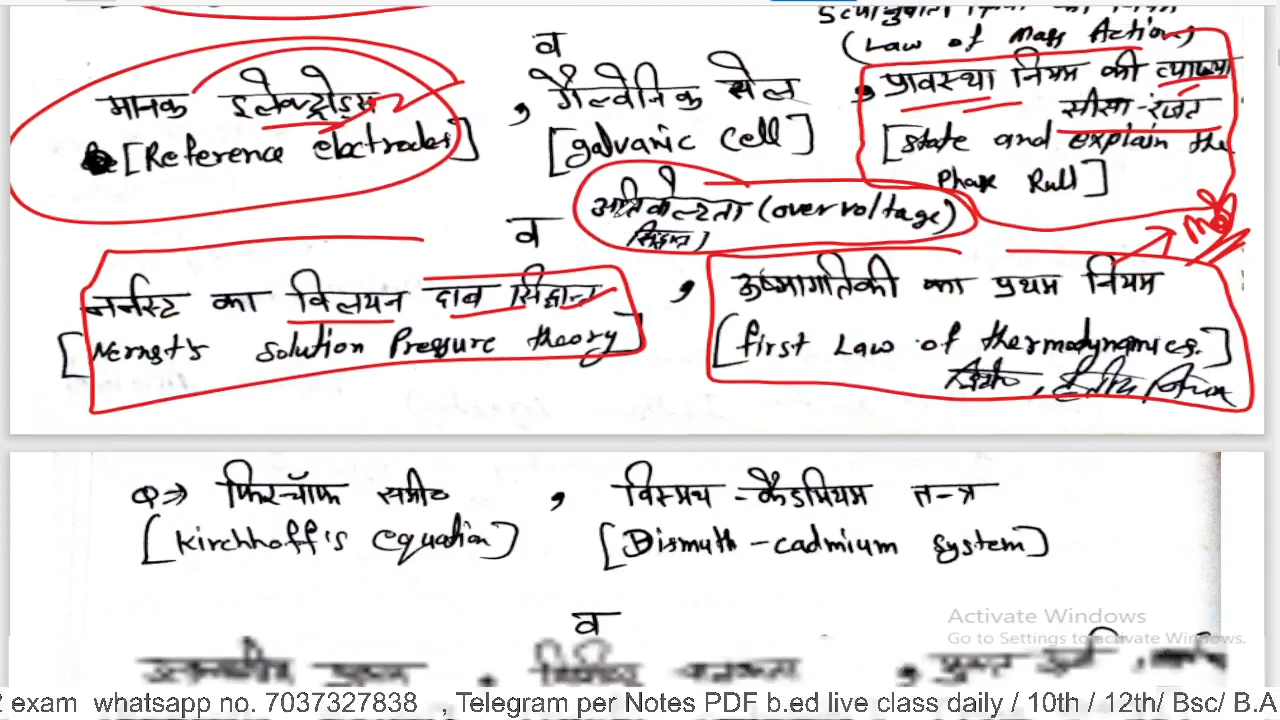 (Law of Mass Action)
व
मानक इलेक्ट्रोड्स , गैल्वेनिक सेल , प्रावस्था नियम की व्याख्या
सीसा-रजत
[Reference electrodes] [galvanic cell] [state and explain the
Phase Rull]
अतिवोल्टता (overvoltage)
सिद्धान्त]
व
नर्नस्ट का विलयन दाब सिद्धान्त , ऊष्मागतिकी का प्रथम नियम
[Nernst's Solution Pressure theory] [first Law of thermodynamics.]
Q⇒ किरचॉफ समी० , विस्मथ-कैडमियम तन्त्र
[Kirchhoff's equation] [Bismuth-cadmium system]
व
Activate Windows
Go to Settings to activate Windows.
2 exam whatsapp no. 7037327838 , Telegram per Notes PDF b.ed live class daily / 10th / 12th/ Bsc/ B.A